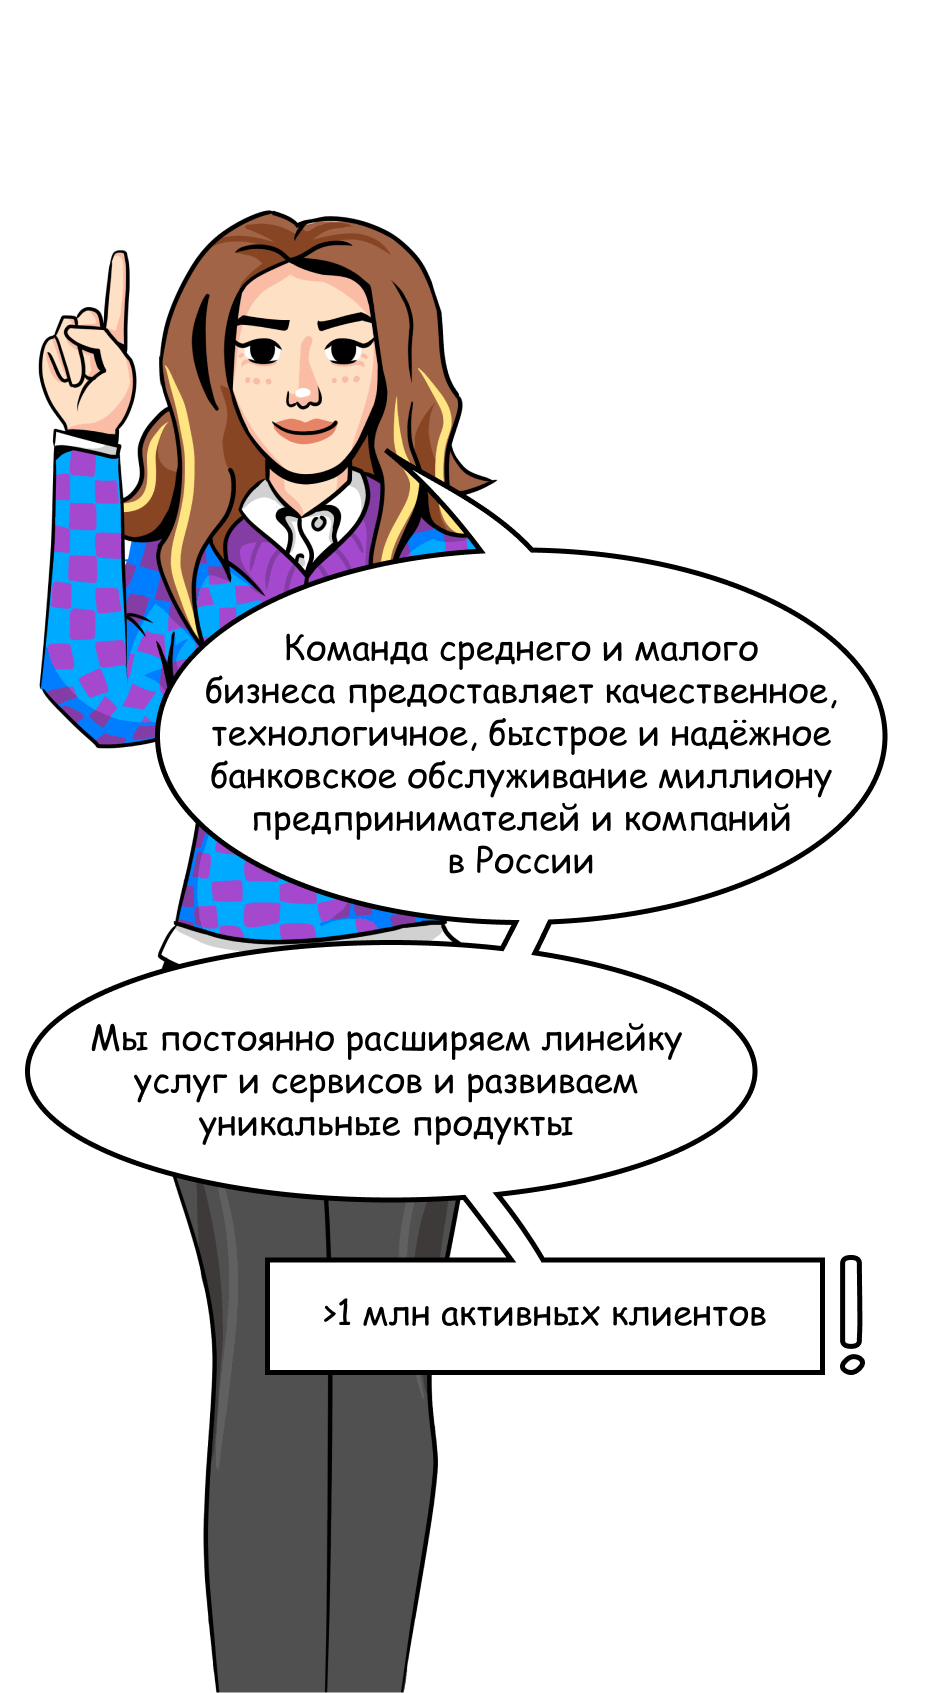 Команда среднего и малого
бизнеса предоставляет качественное,
технологичное, быстрое и надёжное
банковское обслуживание миллиону
предпринимателей и компаний
в России
Мы постоянно расширяем линейку
услуг и сервисов и развиваем
уникальные продукты
>1 млн активных клиентов
!